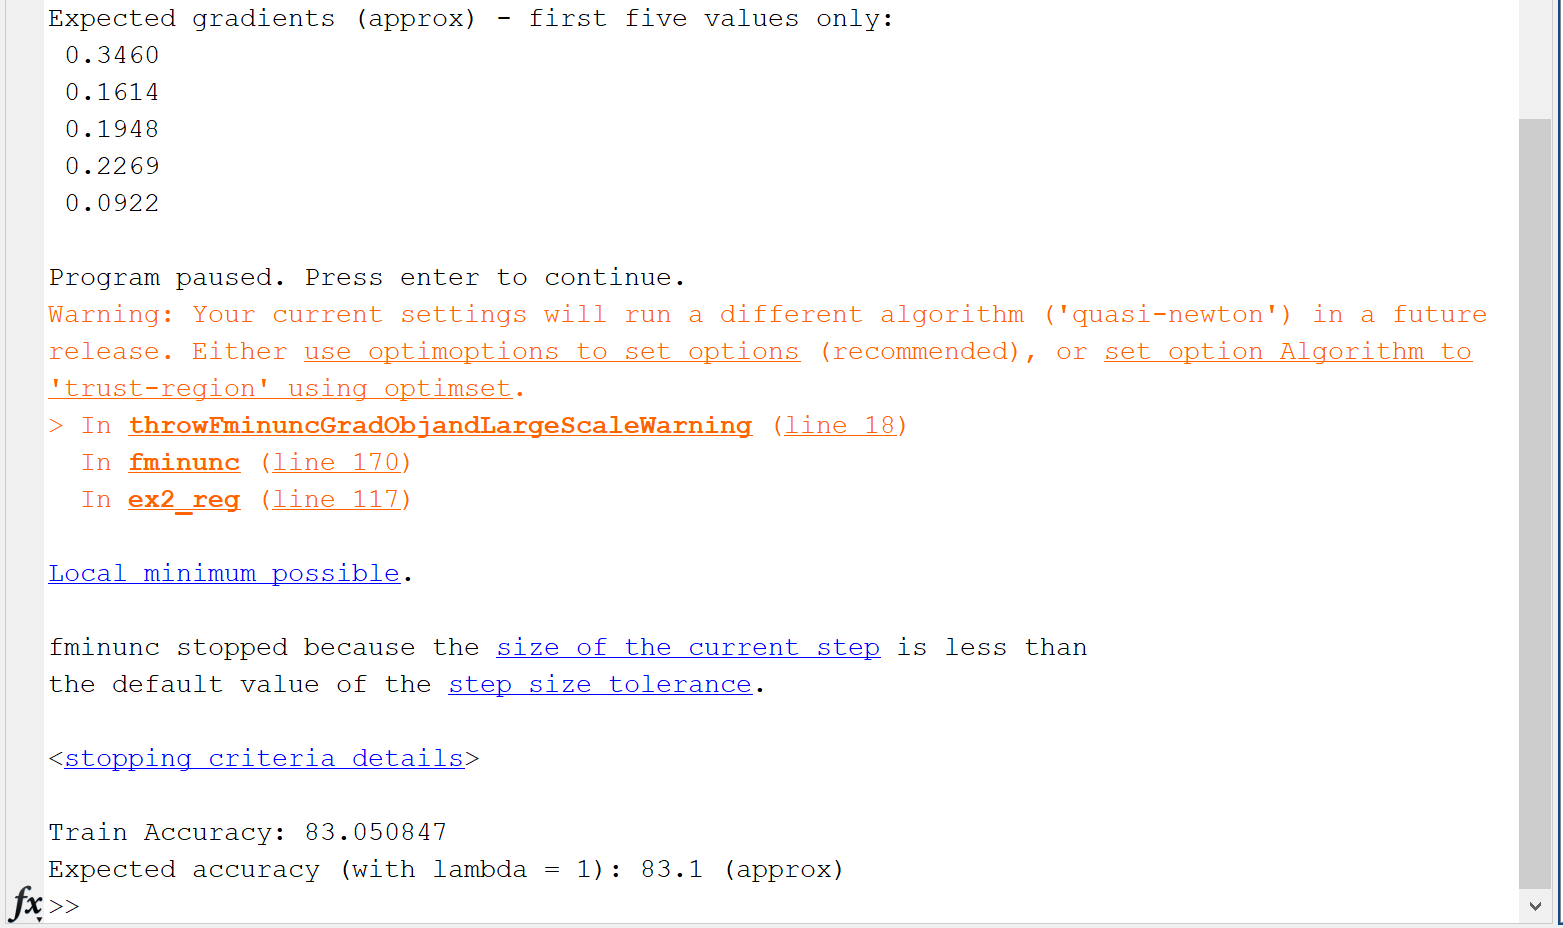 Expected gradients (approx) - first five values only:
0.3460
0.1614
0.1948
0.2269
0.0922
Program paused. Press enter to continue.
Warning: Your current settings will run a different algorithm ('quasi-newton') in a future
release. Either use optimoptions to set options (recommended), or set option Algorithm to
'trust-region' using optimset.
> In throwFminuncGradObjandLargeScaleWarning (line 18)
In fminunc (line 170)
In ex2_reg (line 117)
Local minimum possible.
fminunc stopped because the size of the current step is less than
the default value of the step size tolerance.
<stopping criteria details>
Train Accuracy: 83.050847
Expected accuracy (with lambda = 1): 83.1 (approx)
fx >>